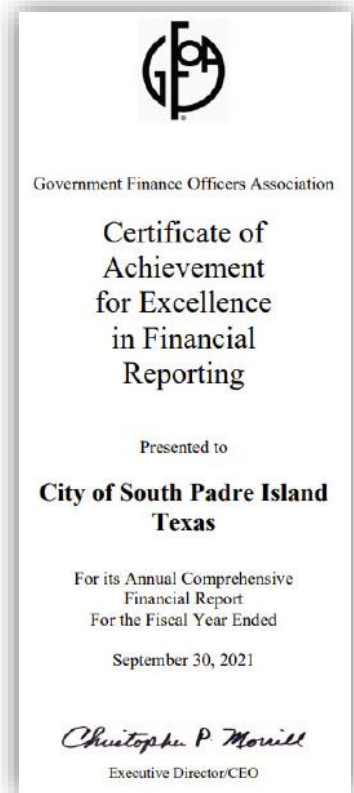 GFOA
Government Finance Officers Association
Certificate of
Achievement
for Excellence
in Financial
Reporting
Presented to
City of South Padre Island
Texas
For its Annual Comprehensive
Financial Report
For the Fiscal Year Ended
September 30, 2021
Christopher P. Morrill
Executive Director/CEO